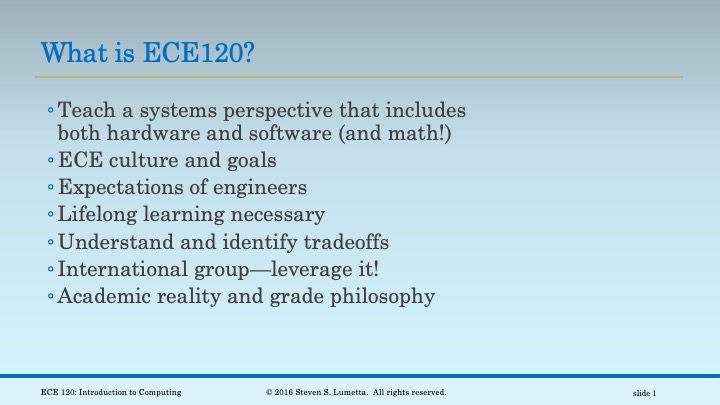 What is ECE120?
◦Teach a systems perspective that includes
both hardware and software (and math!)
◦ECE culture and goals
◦Expectations of engineers
◦Lifelong learning necessary
◦Understand and identify tradeoffs
◦International group—leverage it!
◦Academic reality and grade philosophy
ECE 120: Introduction to Computing © 2016 Steven S. Lumetta. All rights reserved. slide 1